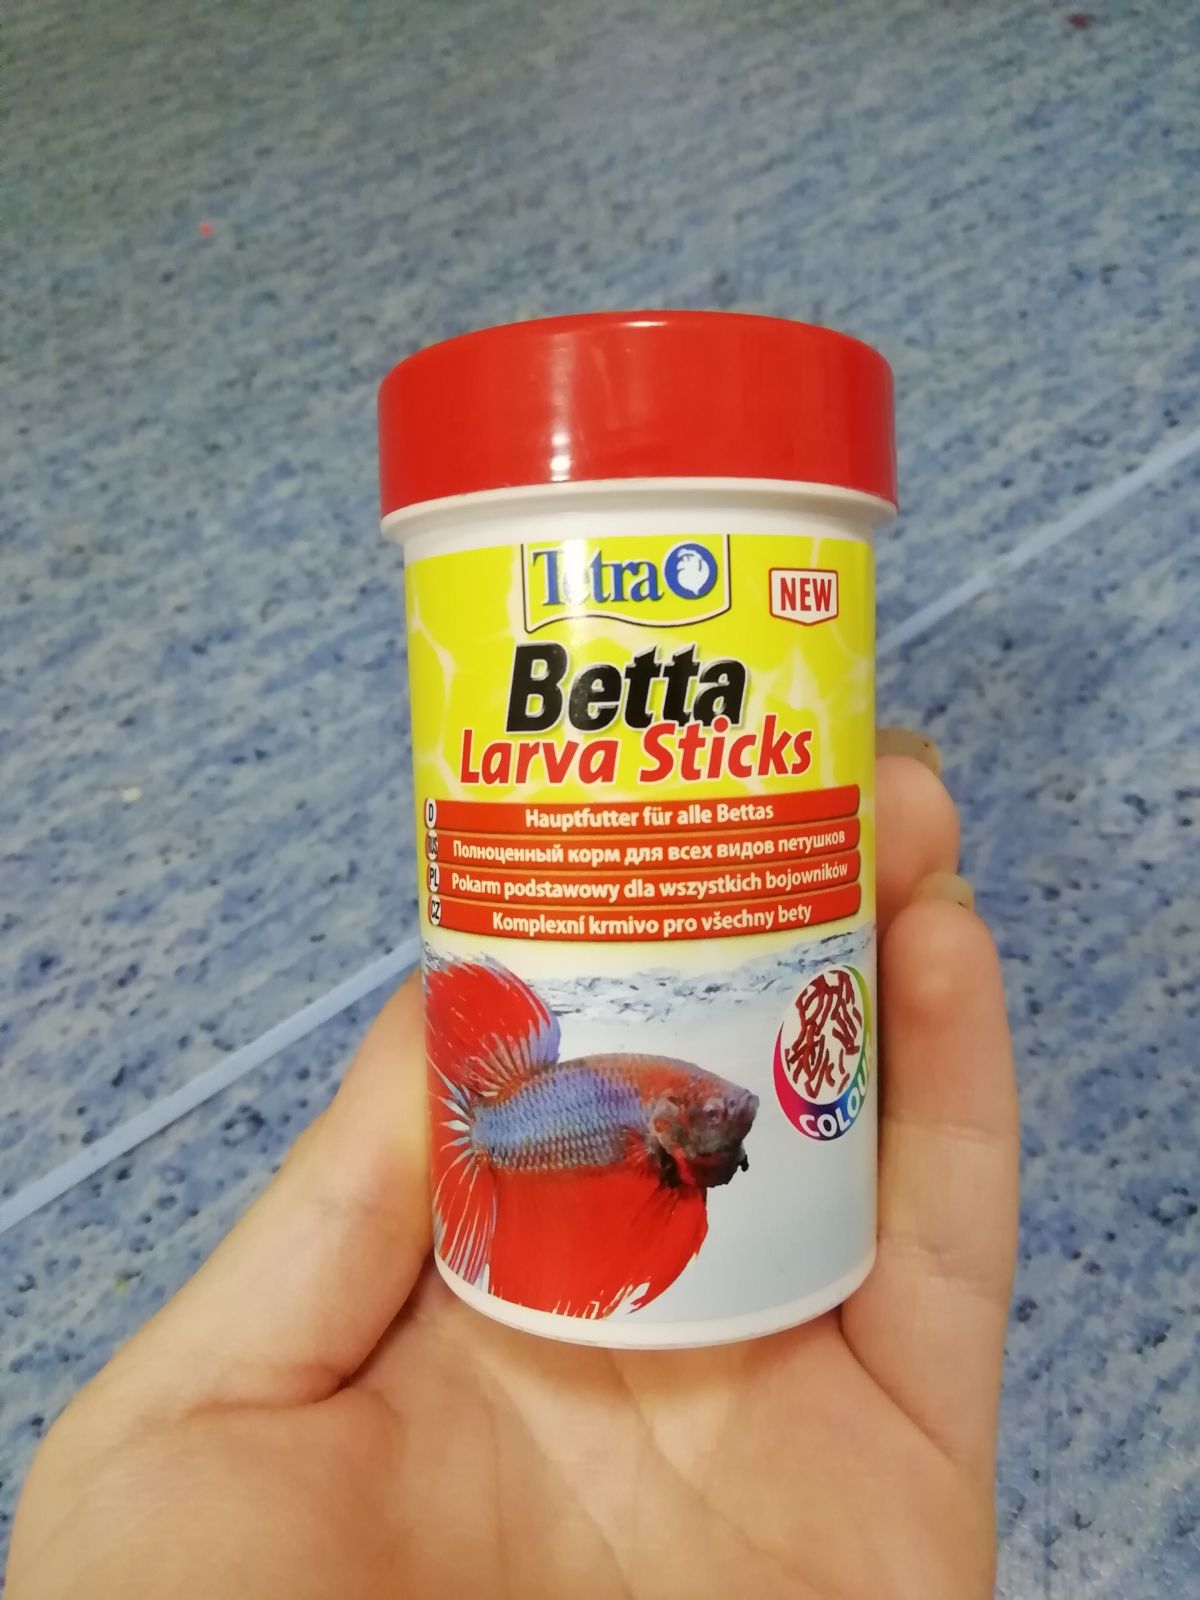 Tetra
NEW
Betta
Larva Sticks
D Hauptfutter für alle Bettas
RUS Полноценный корм для всех видов петушков
PL Pokarm podstawowy dla wszystkich bojowników
CZ Komplexní krmivo pro všechny bety